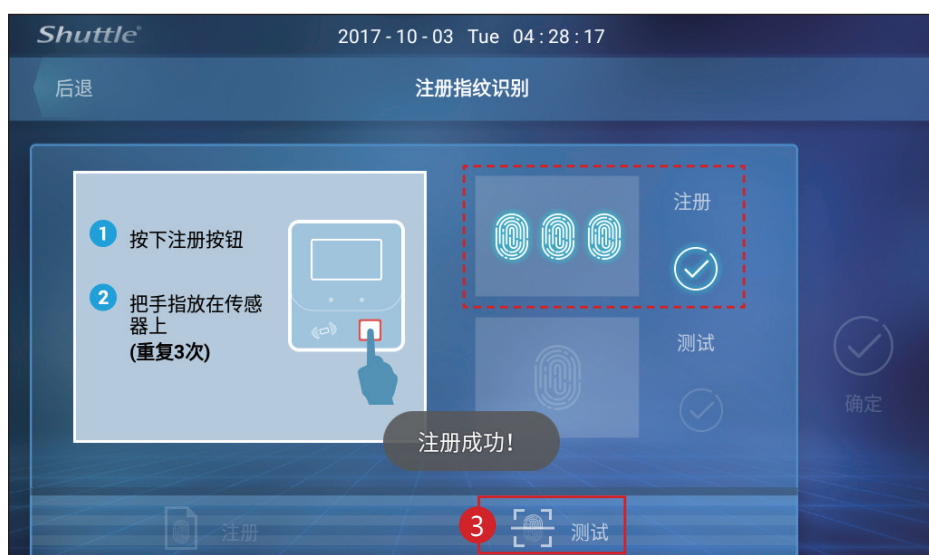 Shuttle
2017-10-03 Tue 04:28:17
后退
注册指纹识别
1 按下注册按钮
2 把手指放在传感
器上
(重复3次)
注册
测试
确定
注册成功！
注册
3 测试